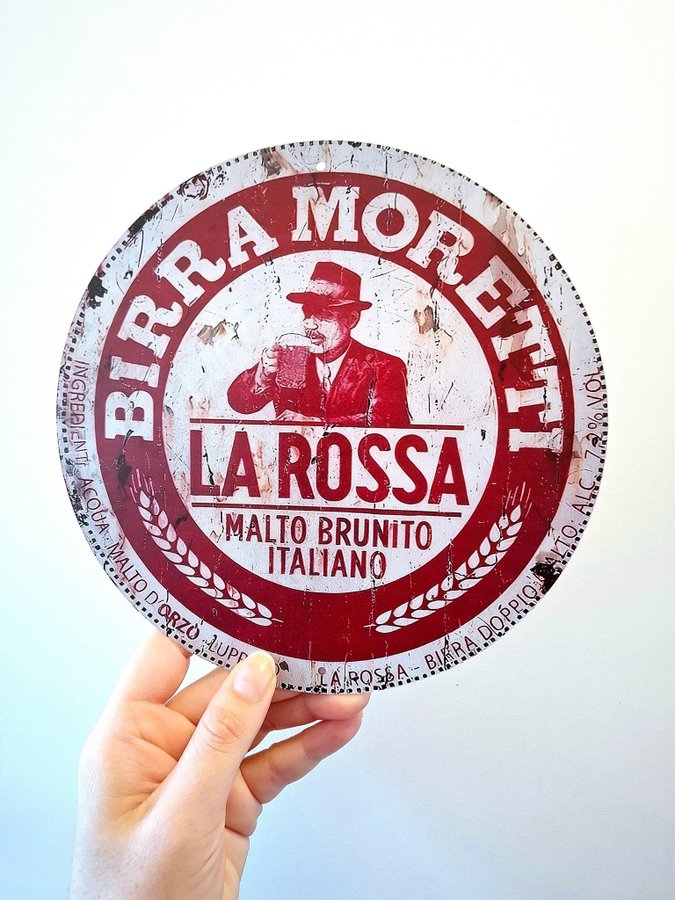 BIRRA MORETTI
LA ROSSA
MALTO BRUNITO
ITALIANO
INGREDIENTI ACQUA, MALTO D'ORZO, LUPP
LA ROSSA - BIRRA DOPPIO MALTO. ALC. 7,2% VOL